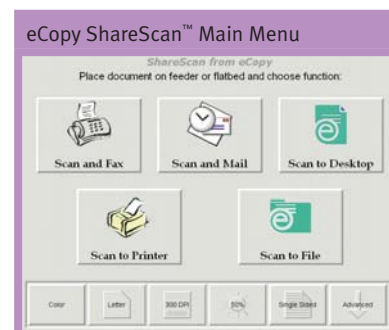 eCopy ShareScan™ Main Menu
ShareScan from eCopy
Place document on feeder or flatbed and choose function:
Scan and Fax
Scan and Mail
Scan to Desktop
Scan to Printer
Scan to File
Color
Letter
300 DPI
50%
Single Sided
Advanced